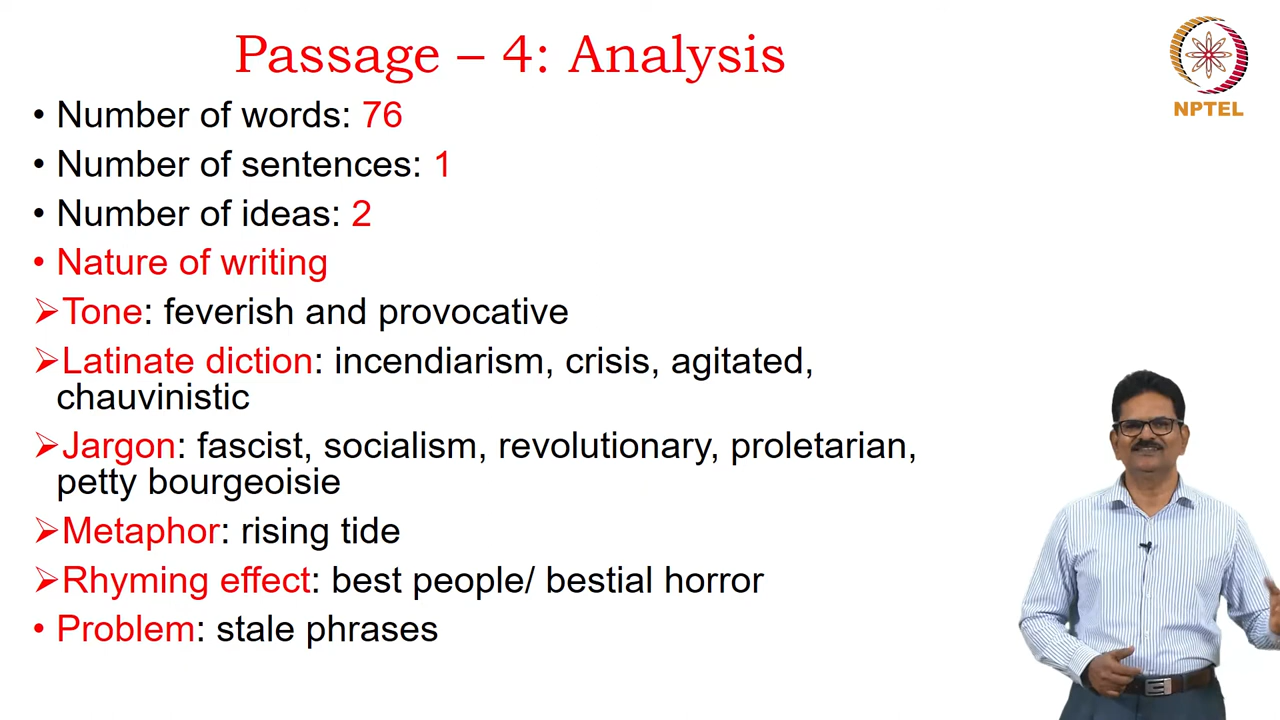 Passage – 4: Analysis
NPTEL
• Number of words: 76
• Number of sentences: 1
• Number of ideas: 2
• Nature of writing
➢Tone: feverish and provocative
➢Latinate diction: incendiarism, crisis, agitated,
chauvinistic
➢Jargon: fascist, socialism, revolutionary, proletarian,
petty bourgeoisie
➢Metaphor: rising tide
➢Rhyming effect: best people/ bestial horror
• Problem: stale phrases